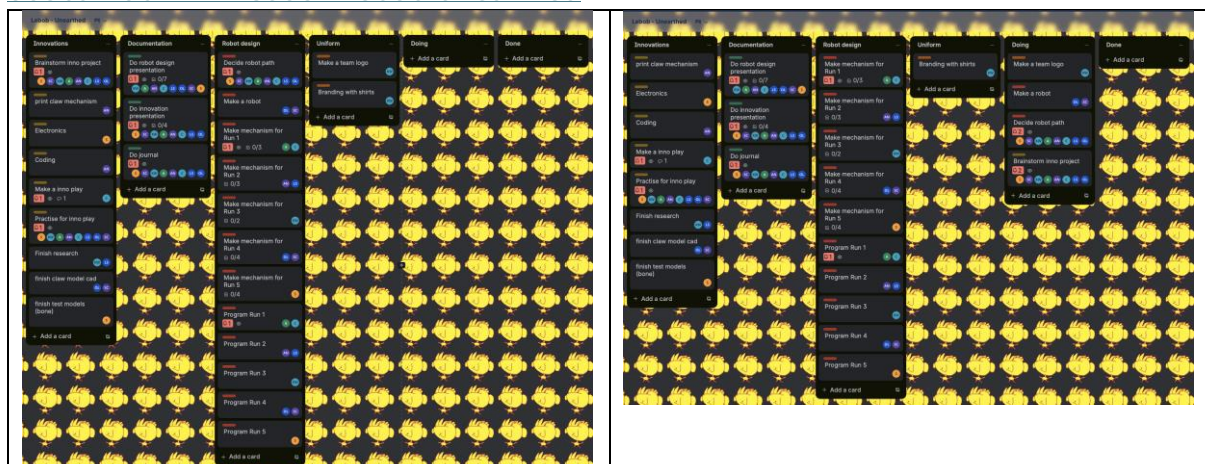 Lebob - Unearthed
Innovations
Brainstorm inno project
print claw mechanism
Electronics
Coding
Make a inno play
1
Practise for inno play
Finish research
finish claw model cad
finish test models
(bone)
+ Add a card
Documentation
Do robot design
presentation
0/7
Do innovation
presentation
0/4
Do journal
+ Add a card
Robot design
Decide robot path
Make a robot
Make mechanism for
Run 1
0/3
Make mechanism for
Run 2
0/3
Make mechanism for
Run 3
0/2
Make mechanism for
Run 4
0/4
Make mechanism for
Run 5
0/4
Program Run 1
Program Run 2
Program Run 3
Program Run 4
Program Run 5
+ Add a card
Uniform
Make a team logo
Branding with shirts
+ Add a card
Doing
+ Add a card
Done
+ Add a card
Lebob - Unearthed
Innovations
print claw mechanism
Electronics
Coding
Make a inno play
1
Practise for inno play
Finish research
finish claw model cad
finish test models
(bone)
+ Add a card
Documentation
Do robot design
presentation
0/7
Do innovation
presentation
0/4
Do journal
+ Add a card
Robot design
Make mechanism for
Run 1
0/3
Make mechanism for
Run 2
0/3
Make mechanism for
Run 3
0/2
Make mechanism for
Run 4
0/4
Make mechanism for
Run 5
0/4
Program Run 1
Program Run 2
Program Run 3
Program Run 4
Program Run 5
+ Add a card
Uniform
Branding with shirts
+ Add a card
Doing
Make a team logo
Make a robot
Decide robot path
Brainstorm inno project
+ Add a card
Done
+ Add a card